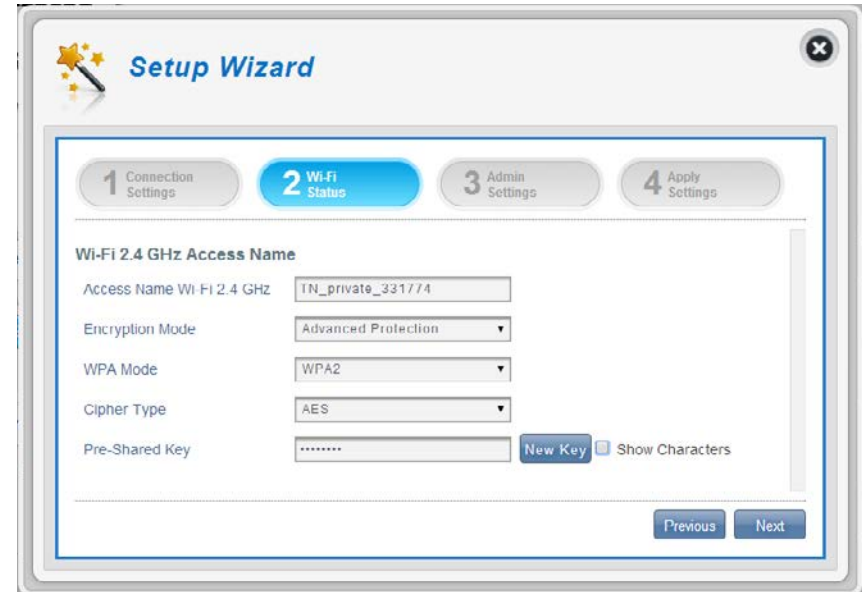 Setup Wizard
1 Connection Settings
2 Wi-Fi Status
3 Admin Settings
4 Apply Settings
Wi-Fi 2.4 GHz Access Name
Access Name Wi-Fi 2.4 GHz TN_private_331774
Encryption Mode Advanced Protection
WPA Mode WPA2
Cipher Type AES
Pre-Shared Key •••••••• New Key Show Characters
Previous Next